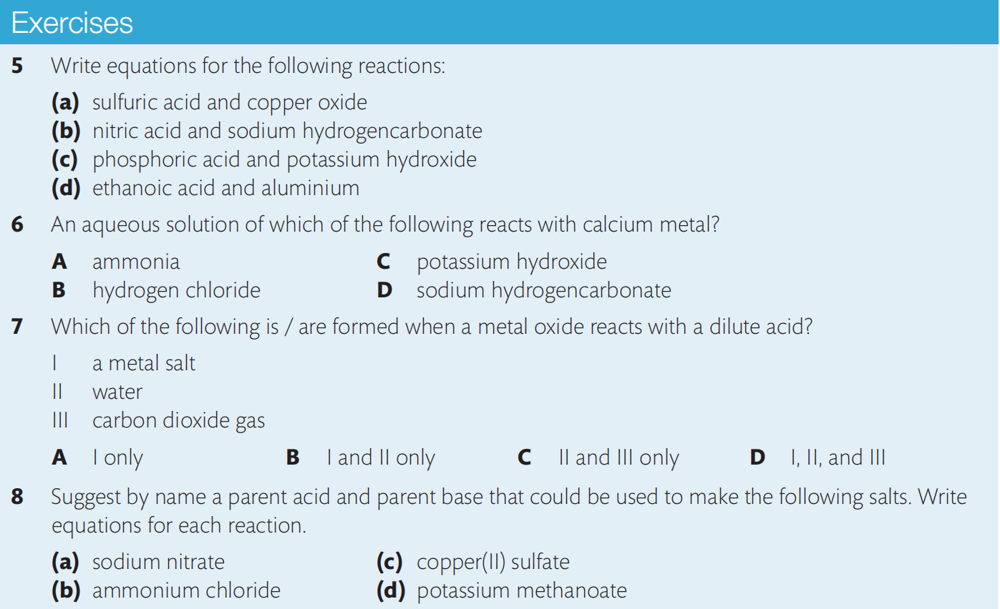 Exercises
5 Write equations for the following reactions:
(a) sulfuric acid and copper oxide
(b) nitric acid and sodium hydrogencarbonate
(c) phosphoric acid and potassium hydroxide
(d) ethanoic acid and aluminium
6 An aqueous solution of which of the following reacts with calcium metal?
A ammonia C potassium hydroxide
B hydrogen chloride D sodium hydrogencarbonate
7 Which of the following is / are formed when a metal oxide reacts with a dilute acid?
I a metal salt
II water
III carbon dioxide gas
A I only B I and II only C II and III only D I, II, and III
8 Suggest by name a parent acid and parent base that could be used to make the following salts. Write
equations for each reaction.
(a) sodium nitrate (c) copper(II) sulfate
(b) ammonium chloride (d) potassium methanoate